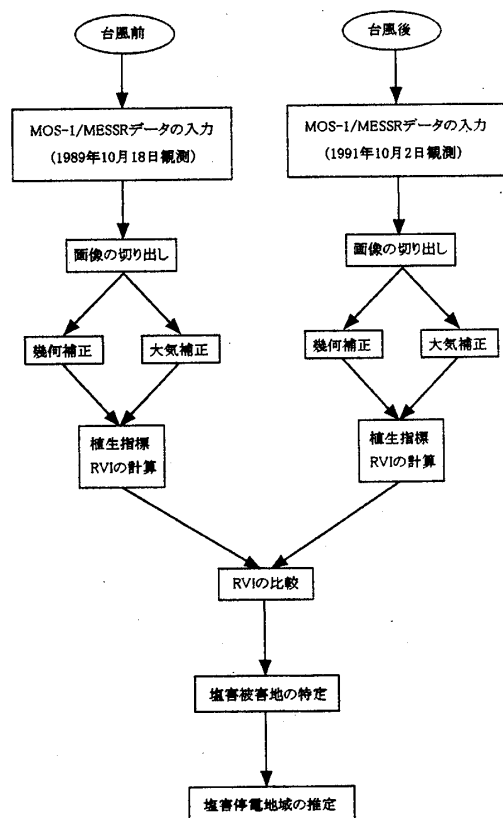 台風前
台風後
MOS-1/MESSRデータの入力
(1989年10月18日観測)
MOS-1/MESSRデータの入力
(1991年10月2日観測)
画像の切り出し
画像の切り出し
幾何補正
大気補正
幾何補正
大気補正
植生指標
RVIの計算
植生指標
RVIの計算
RVIの比較
塩害被害地の特定
塩害停電地域の推定